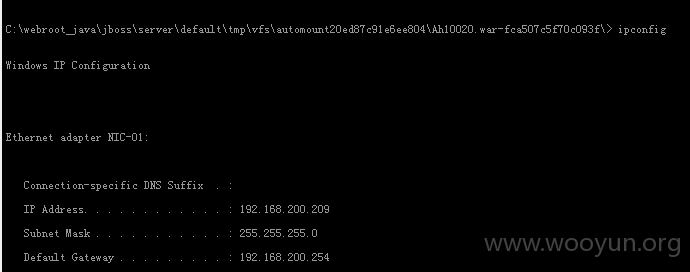 C:\webroot_java\jboss\server\default\tmp\vfs\automount20ed87c91e6ee804\Ah10020.war-fca507c5f70c093f\> ipconfig
Windows IP Configuration
Ethernet adapter NIC-01:
Connection-specific DNS Suffix  . :
IP Address. . . . . . . . . . . . : 192.168.200.209
Subnet Mask . . . . . . . . . . . : 255.255.255.0
Default Gateway . . . . . . . . . : 192.168.200.254
www.wooyun.org